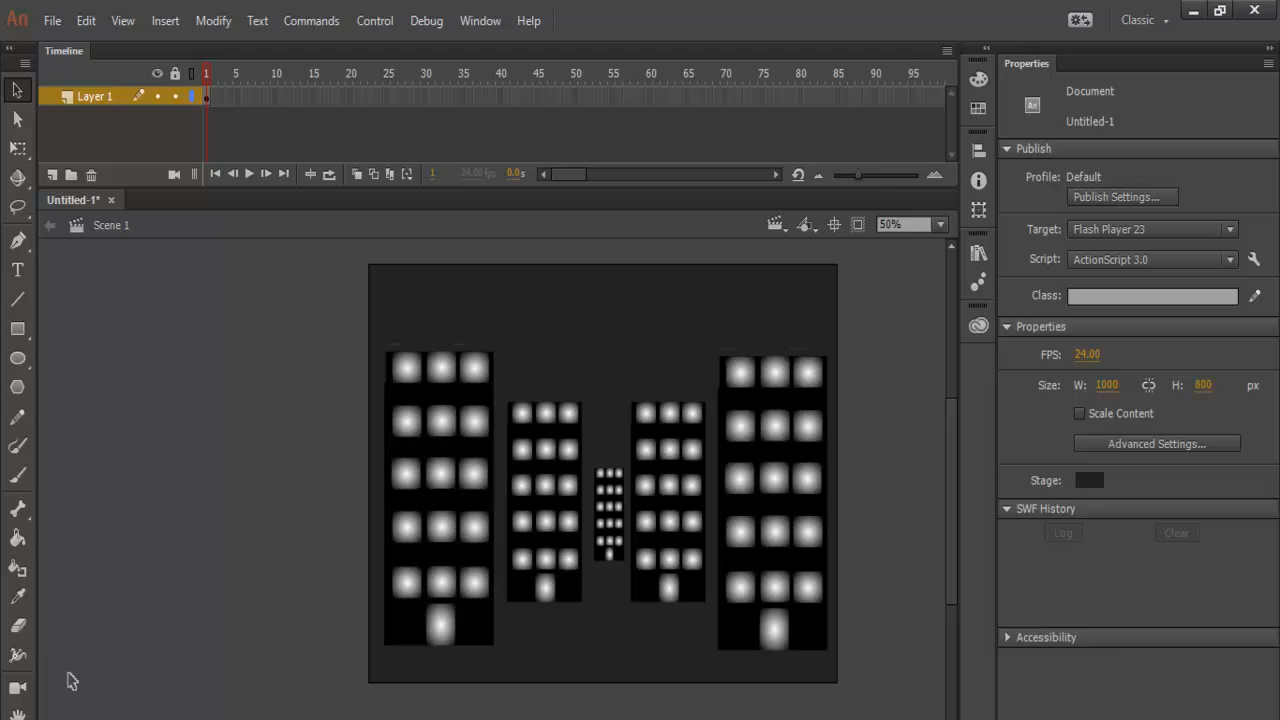 An File Edit View Insert Modify Text Commands Control Debug Window Help Classic
Timeline
1 5 10 15 20 25 30 35 40 45 50 55 60 65 70 75 80 85 90 95
Layer 1
1 24.00 fps 0.0 s
Untitled-1*
Scene 1
50%
Properties
An Document
Untitled-1
Publish
Profile: Default
Publish Settings...
Target: Flash Player 23
Script: ActionScript 3.0
Class:
Properties
FPS: 24.00
Size: W: 1000 H: 800 px
Scale Content
Advanced Settings...
Stage:
SWF History
Log Clear
Accessibility